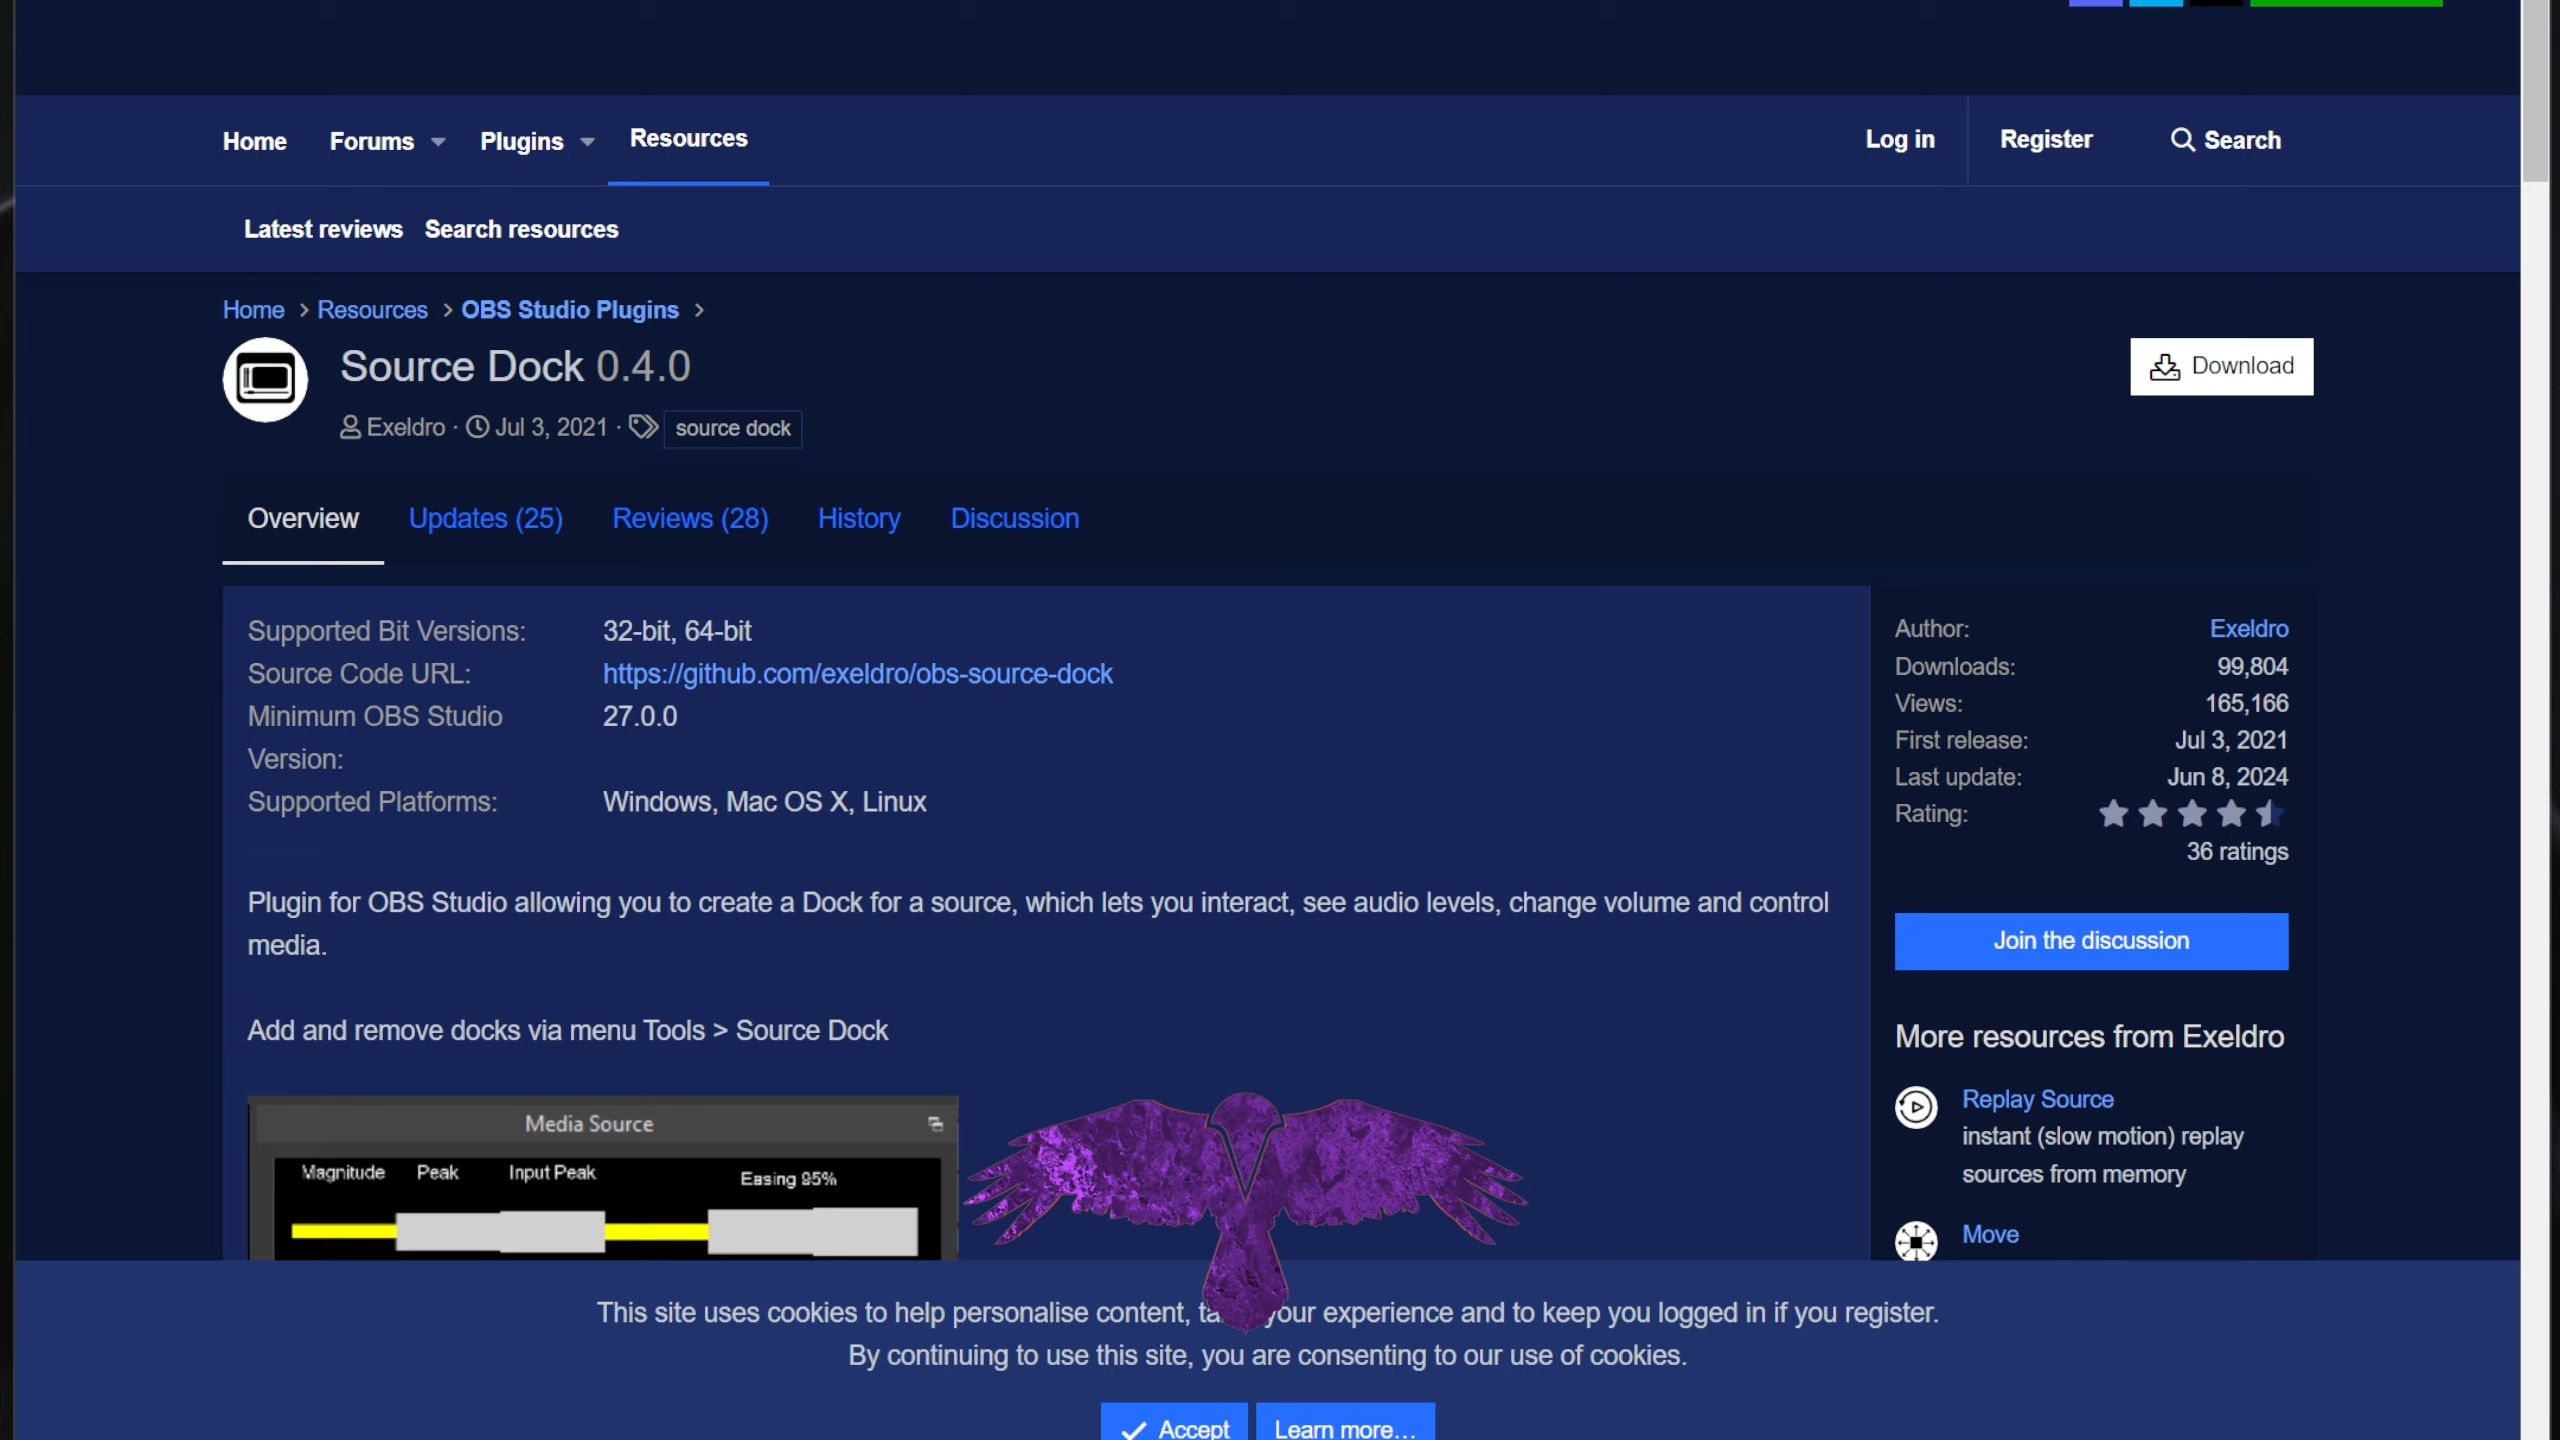 Home Forums Plugins Resources Log in Register Search
Latest reviews Search resources
Home Resources OBS Studio Plugins
Source Dock 0.4.0
Download
Exeldro · Jul 3, 2021 · source dock
Overview Updates (25) Reviews (28) History Discussion
Supported Bit Versions: 32-bit, 64-bit
Source Code URL: https://github.com/exeldro/obs-source-dock
Minimum OBS Studio 27.0.0
Version:
Supported Platforms: Windows, Mac OS X, Linux
Plugin for OBS Studio allowing you to create a Dock for a source, which lets you interact, see audio levels, change volume and control
media.
Add and remove docks via menu Tools > Source Dock
Media Source
Magnitude Peak Input Peak Easing 95%
Author: Exeldro
Downloads: 99,804
Views: 165,166
First release: Jul 3, 2021
Last update: Jun 8, 2024
Rating:
36 ratings
Join the discussion
More resources from Exeldro
Replay Source
instant (slow motion) replay
sources from memory
Move
This site uses cookies to help personalise content, your experience and to keep you logged in if you register.
By continuing to use this site, you are consenting to our use of cookies.
Accept Learn more…